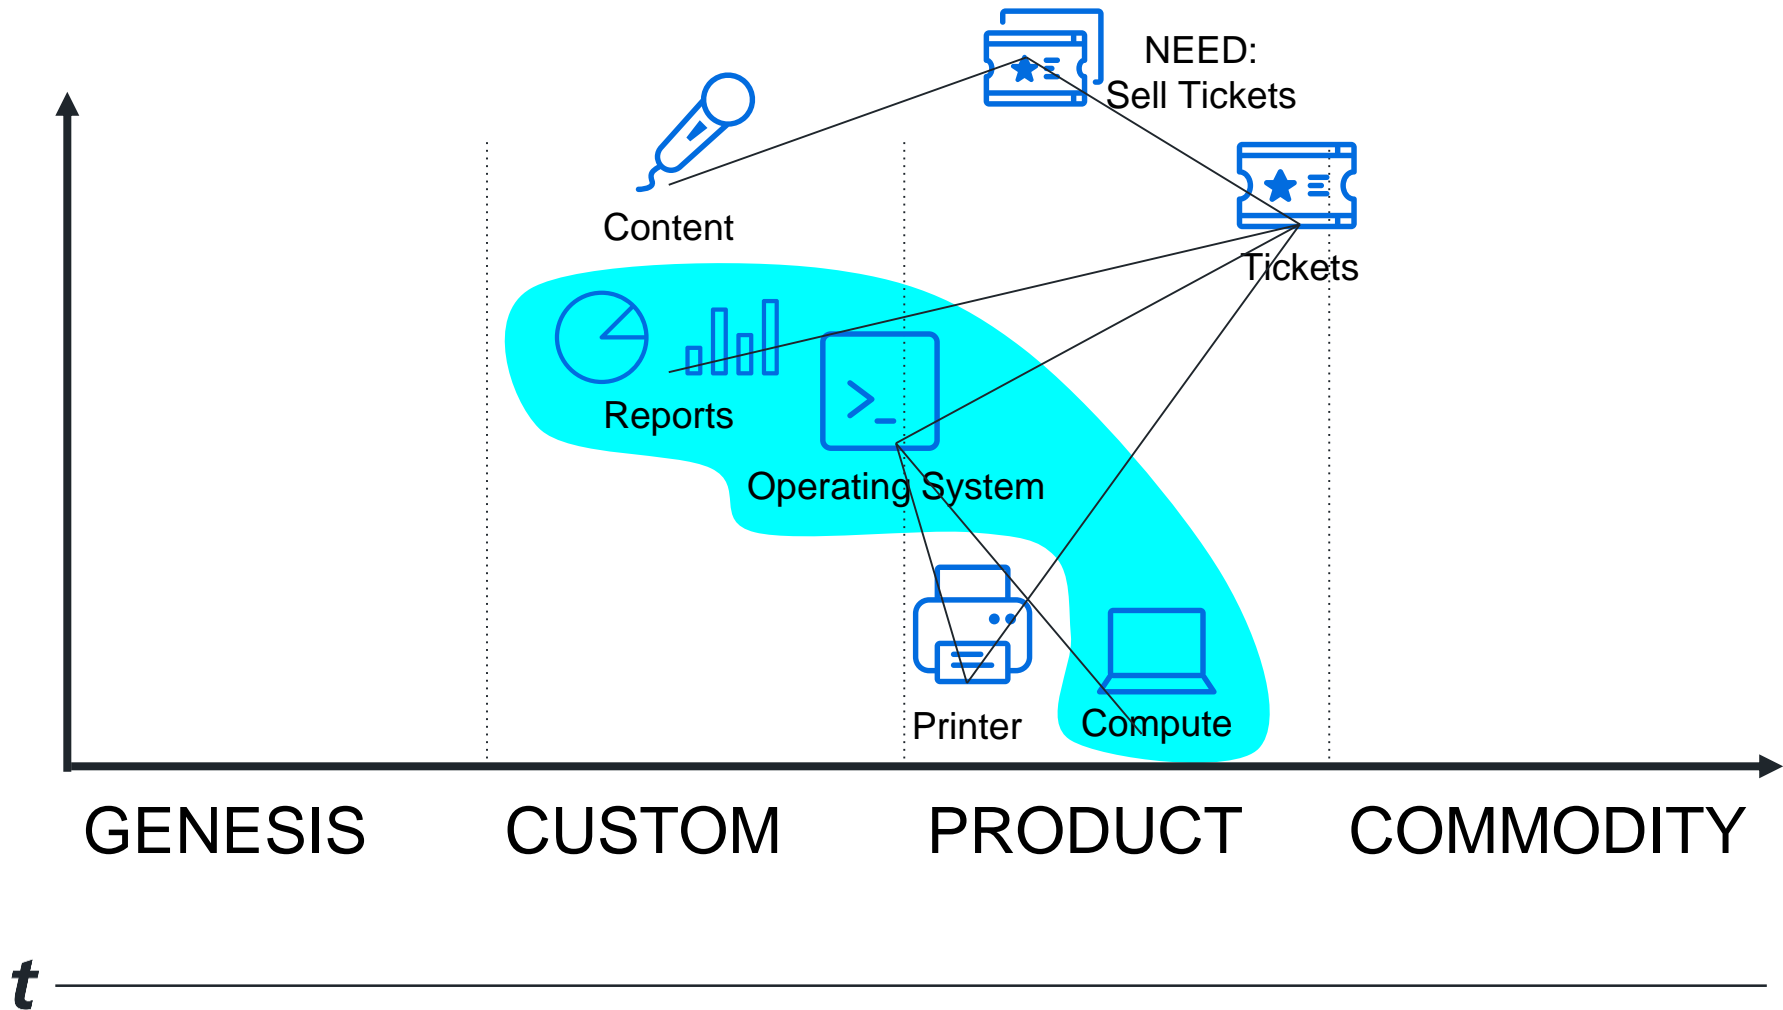 NEED:
Sell Tickets
Content
Tickets
Reports
Operating System
Printer
Compute
GENESIS
CUSTOM
PRODUCT
COMMODITY
t